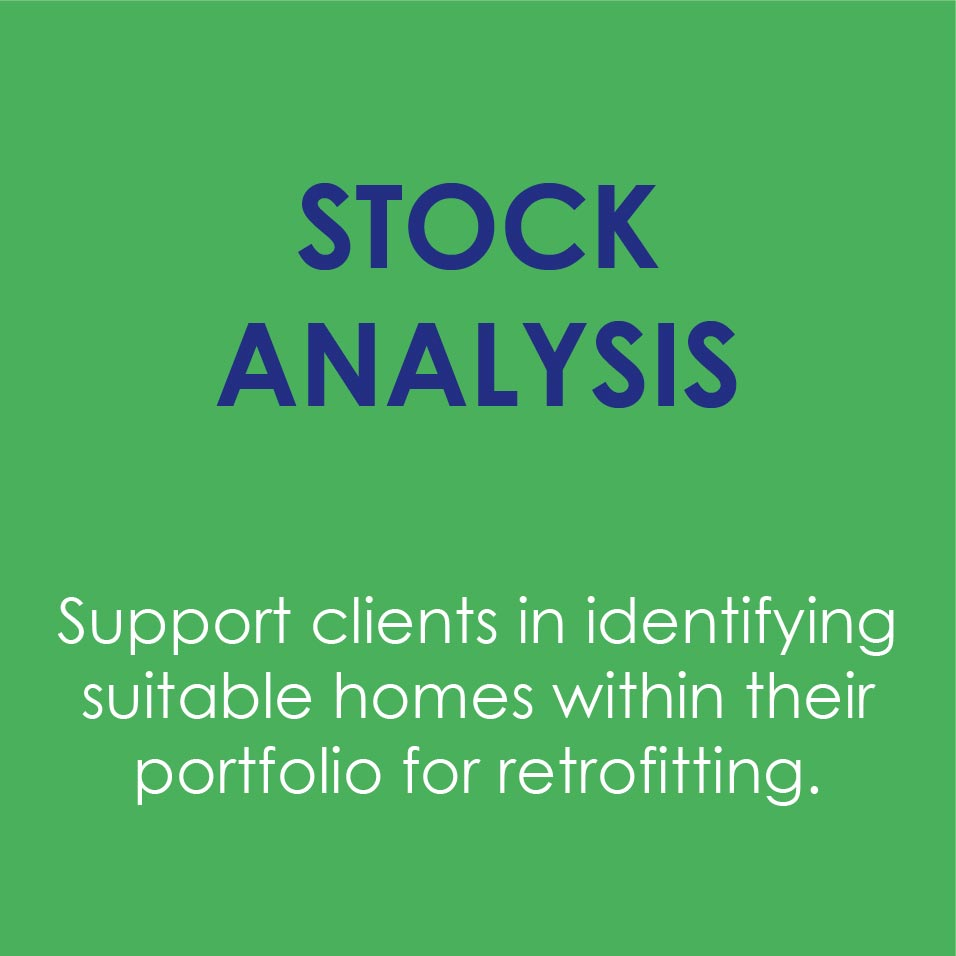 STOCK
ANALYSIS
Support clients in identifying
suitable homes within their
portfolio for retrofitting.